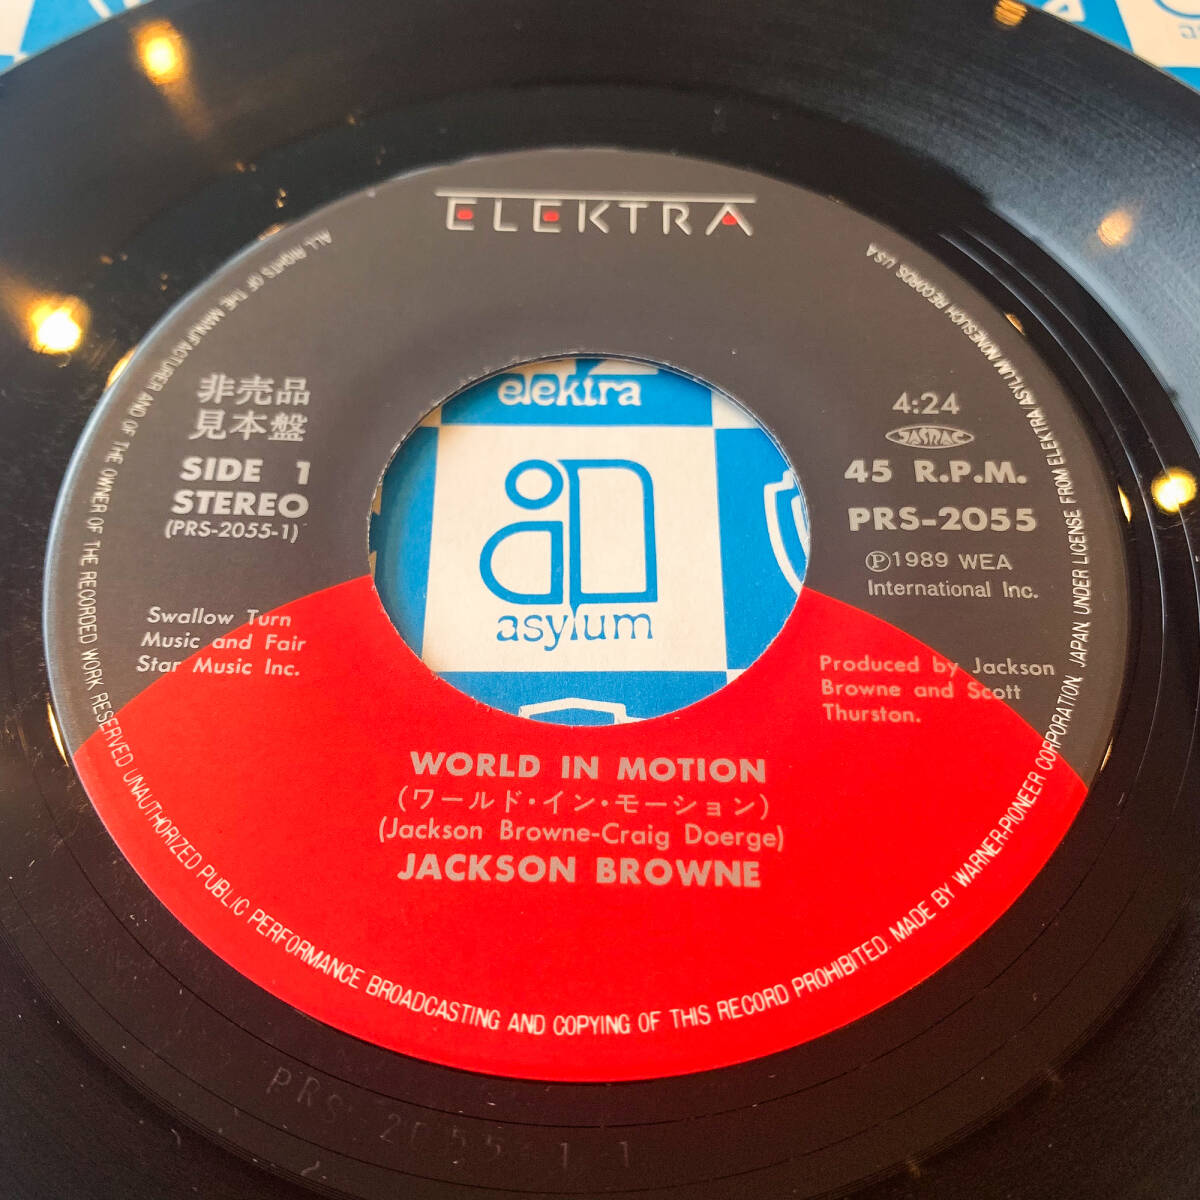 ELEKTRA
非売品
見本盤
SIDE 1
STEREO
(PRS-2055-1)
4:24
JASRAC
45 R.P.M.
PRS-2055
Ⓟ1989 WEA
International Inc.
elektra
asylum
Swallow Turn
Music and Fair
Star Music Inc.
Produced by Jackson
Browne and Scott
Thurston.
WORLD IN MOTION
(ワールド・イン・モーション)
(Jackson Browne-Craig Doerge)
JACKSON BROWNE
ALL RIGHTS OF THE MANUFACTURER AND OF THE OWNER OF THE RECORDED WORK RESERVED UNAUTHORIZED PUBLIC PERFORMANCE BROADCASTING AND COPYING OF THIS RECORD PROHIBITED. MADE BY WARNER-PIONEER CORPORATION, JAPAN UNDER LICENSE FROM ELEKTRA ASYLUM NONESUCH RECORDS, USA
PRS 2055 1 1